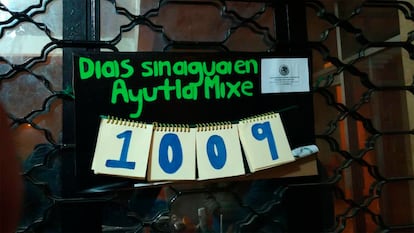 Dias sin agua en
Ayutla Mixe
1009